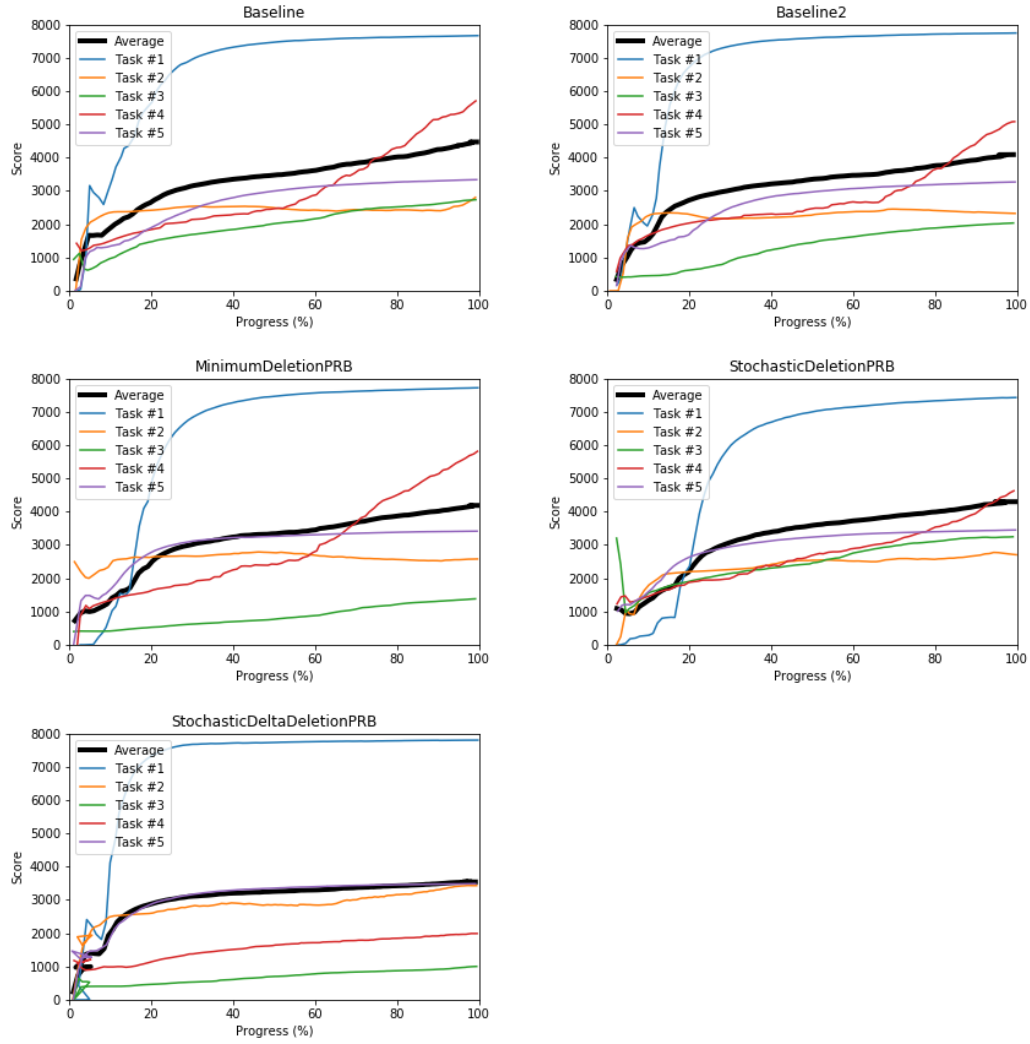 Baseline
8000
7000
6000
5000
4000
3000
2000
1000
0
Score
Average
Task #1
Task #2
Task #3
Task #4
Task #5
0 20 40 60 80 100
Progress (%)
Baseline2
8000
7000
6000
5000
4000
3000
2000
1000
0
Score
Average
Task #1
Task #2
Task #3
Task #4
Task #5
0 20 40 60 80 100
Progress (%)
MinimumDeletionPRB
8000
7000
6000
5000
4000
3000
2000
1000
0
Score
Average
Task #1
Task #2
Task #3
Task #4
Task #5
0 20 40 60 80 100
Progress (%)
StochasticDeletionPRB
8000
7000
6000
5000
4000
3000
2000
1000
0
Score
Average
Task #1
Task #2
Task #3
Task #4
Task #5
0 20 40 60 80 100
Progress (%)
StochasticDeltaDeletionPRB
8000
7000
6000
5000
4000
3000
2000
1000
0
Score
Average
Task #1
Task #2
Task #3
Task #4
Task #5
0 20 40 60 80 100
Progress (%)